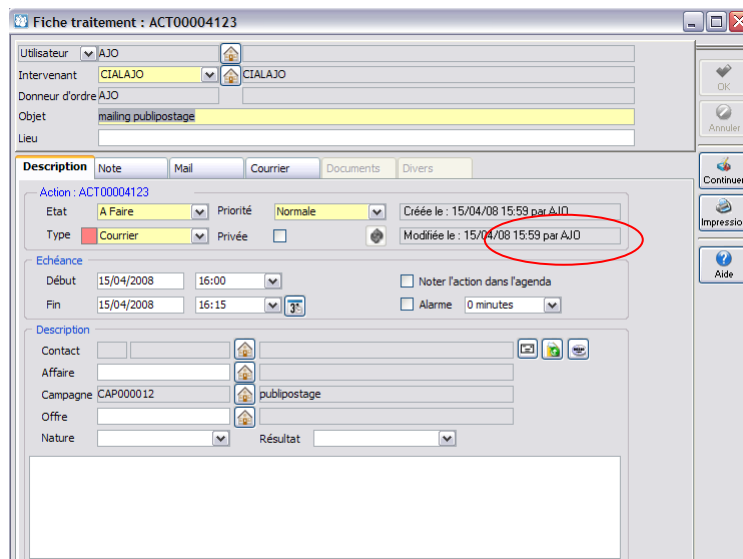 Fiche traitement : ACT00004123
Utilisateur AJO
Intervenant CIALAJO CIALAJO
Donneur d'ordre AJO
Objet mailing publipostage
Lieu
OK
Annuler
Continuer
Impressio
Aide
Description Note Mail Courrier Documents Divers
Action : ACT00004123
Etat A Faire Priorité Normale Créée le : 15/04/08 15:59 par AJO
Type Courrier Privée Modifiée le : 15/04/08 15:59 par AJO
Echéance
Début 15/04/2008 16:00 Noter l'action dans l'agenda
Fin 15/04/2008 16:15 Alarme 0 minutes
Description
Contact
Affaire
Campagne CAP000012 publipostage
Offre
Nature Résultat